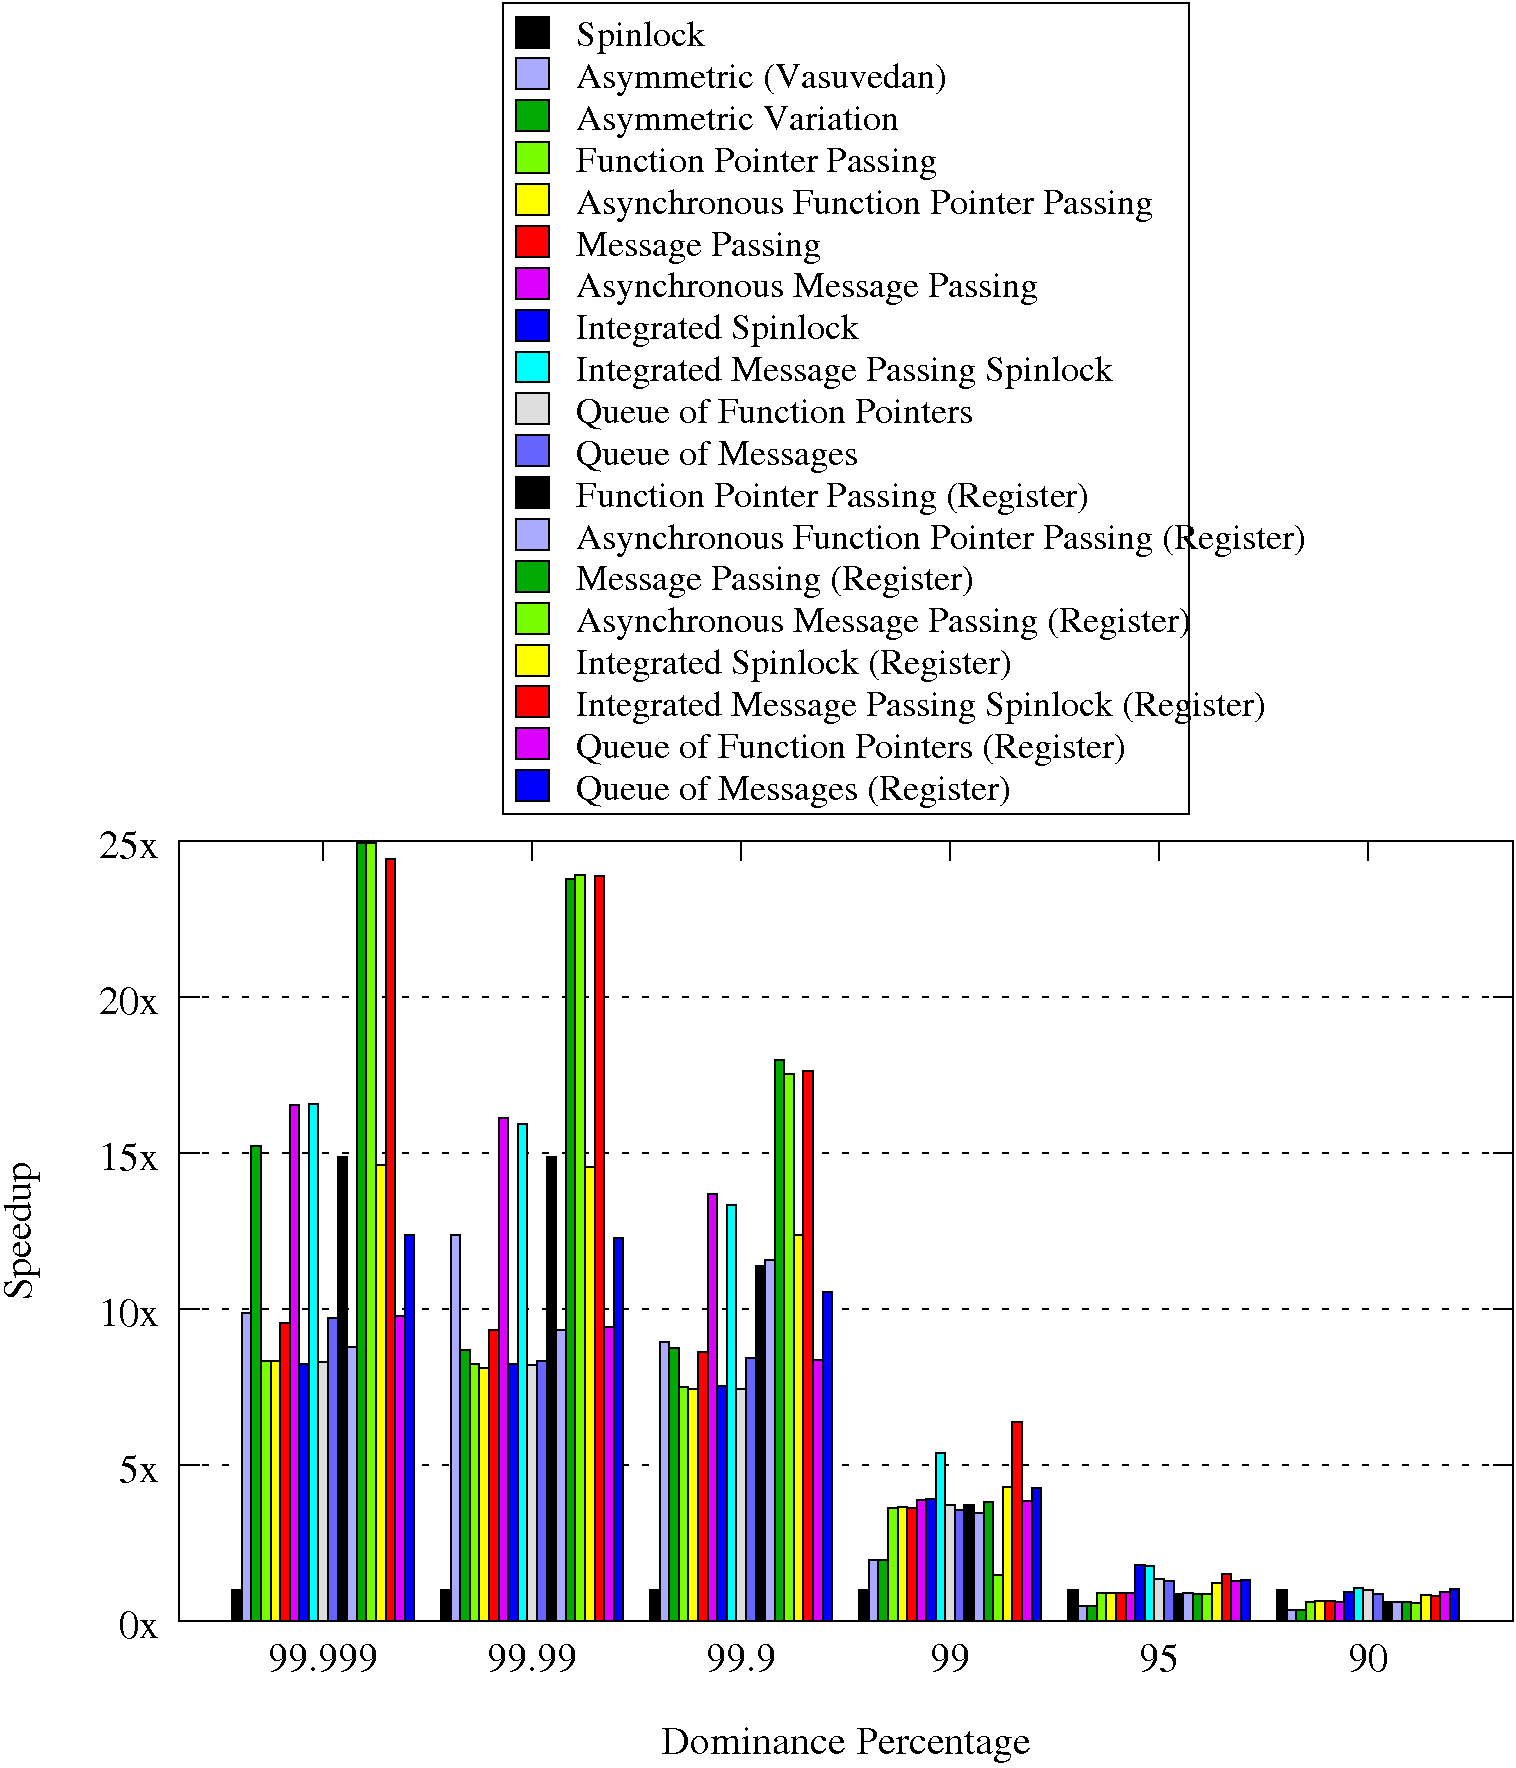 Spinlock
Asymmetric (Vasuvedan)
Asymmetric Variation
Function Pointer Passing
Asynchronous Function Pointer Passing
Message Passing
Asynchronous Message Passing
Integrated Spinlock
Integrated Message Passing Spinlock
Queue of Function Pointers
Queue of Messages
Function Pointer Passing (Register)
Asynchronous Function Pointer Passing (Register)
Message Passing (Register)
Asynchronous Message Passing (Register)
Integrated Spinlock (Register)
Integrated Message Passing Spinlock (Register)
Queue of Function Pointers (Register)
Queue of Messages (Register)
25x
20x
15x
10x
5x
0x
Speedup
99.999 99.99 99.9 99 95 90
Dominance Percentage